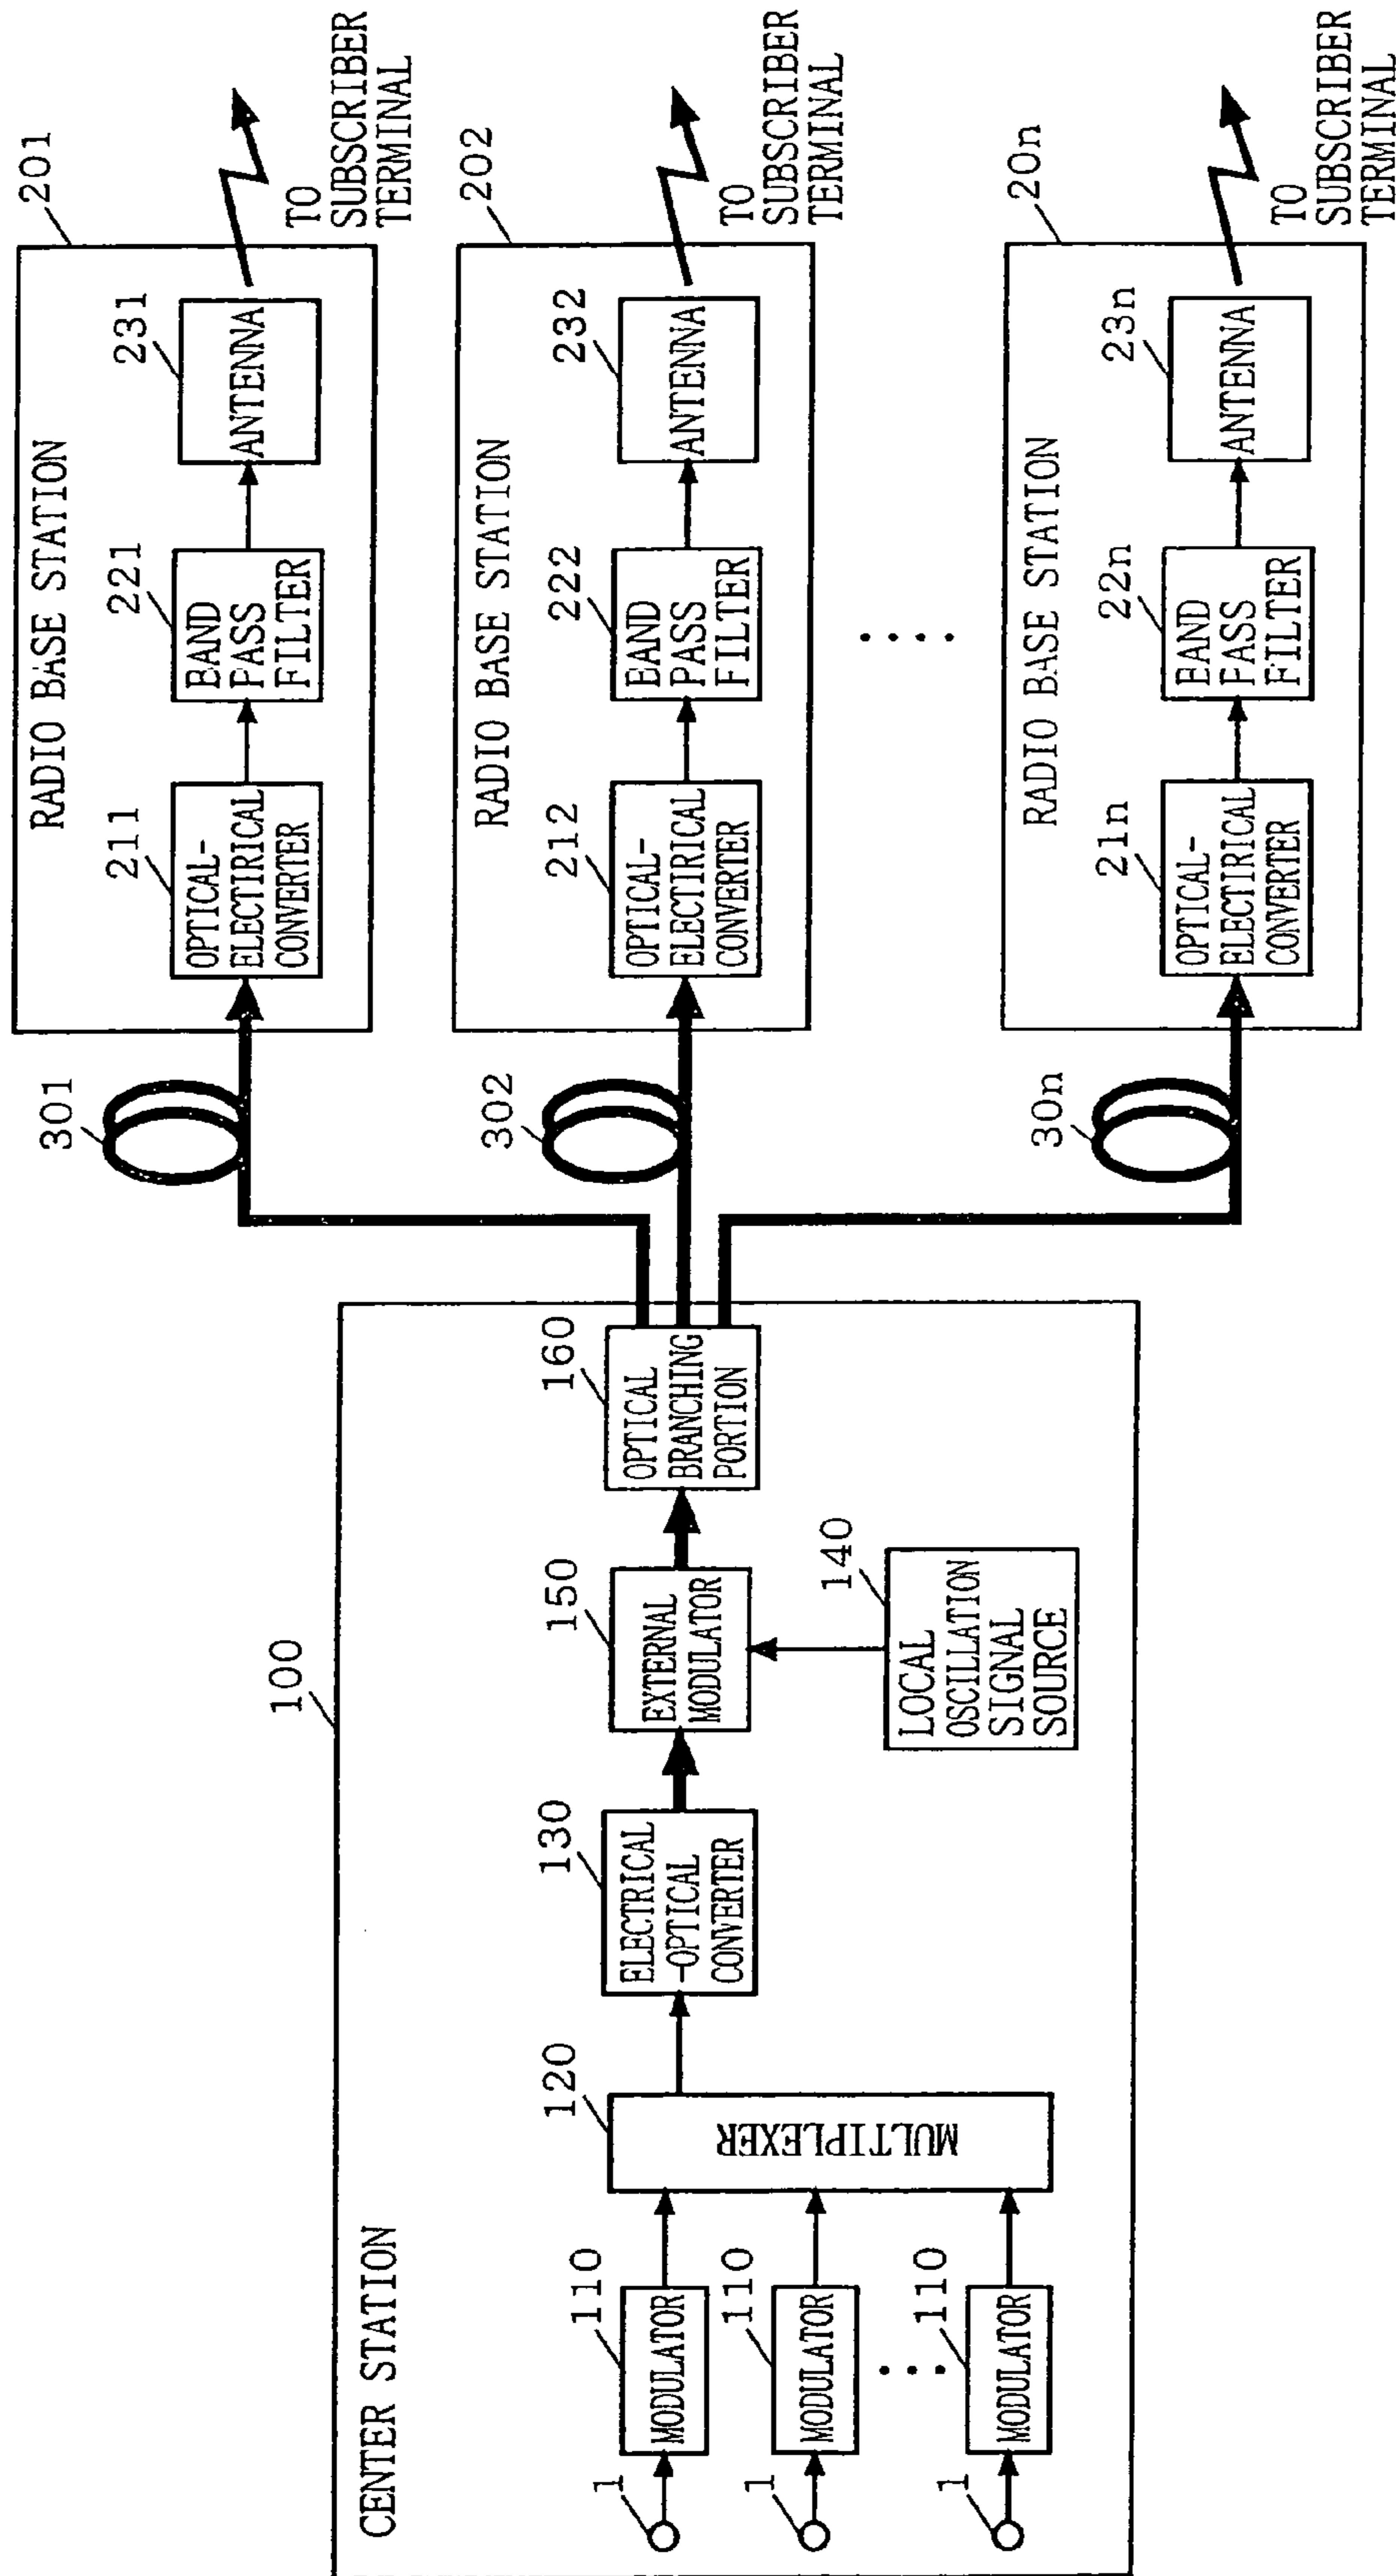 CENTER STATION
100
1
MODULATOR
110
1
MODULATOR
110
1
MODULATOR
110
MULTIPLEXER
120
ELECTRICAL
-OPTICAL
CONVERTER
130
EXTERNAL
MODULATOR
150
LOCAL
OSCILLATION
SIGNAL
SOURCE
140
OPTICAL
BRANCHING
PORTION
160
301
302
30n
RADIO BASE STATION
201
OPTICAL-
ELECTIRICAL
CONVERTER
211
BAND
PASS
FILTER
221
ANTENNA
231
TO
SUBSCRIBER
TERMINAL
RADIO BASE STATION
202
OPTICAL-
ELECTIRICAL
CONVERTER
212
BAND
PASS
FILTER
222
ANTENNA
232
TO
SUBSCRIBER
TERMINAL
RADIO BASE STATION
20n
OPTICAL-
ELECTIRICAL
CONVERTER
21n
BAND
PASS
FILTER
22n
ANTENNA
23n
TO
SUBSCRIBER
TERMINAL